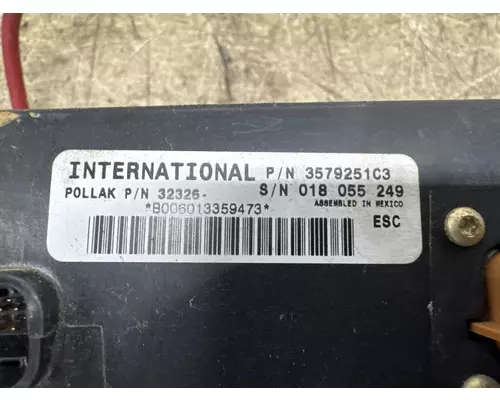 INTERNATIONAL P/N 3579251C3
POLLAK P/N 32326- S/N 018 055 249
*B006013359473* ASSEMBLED IN MEXICO
ESC